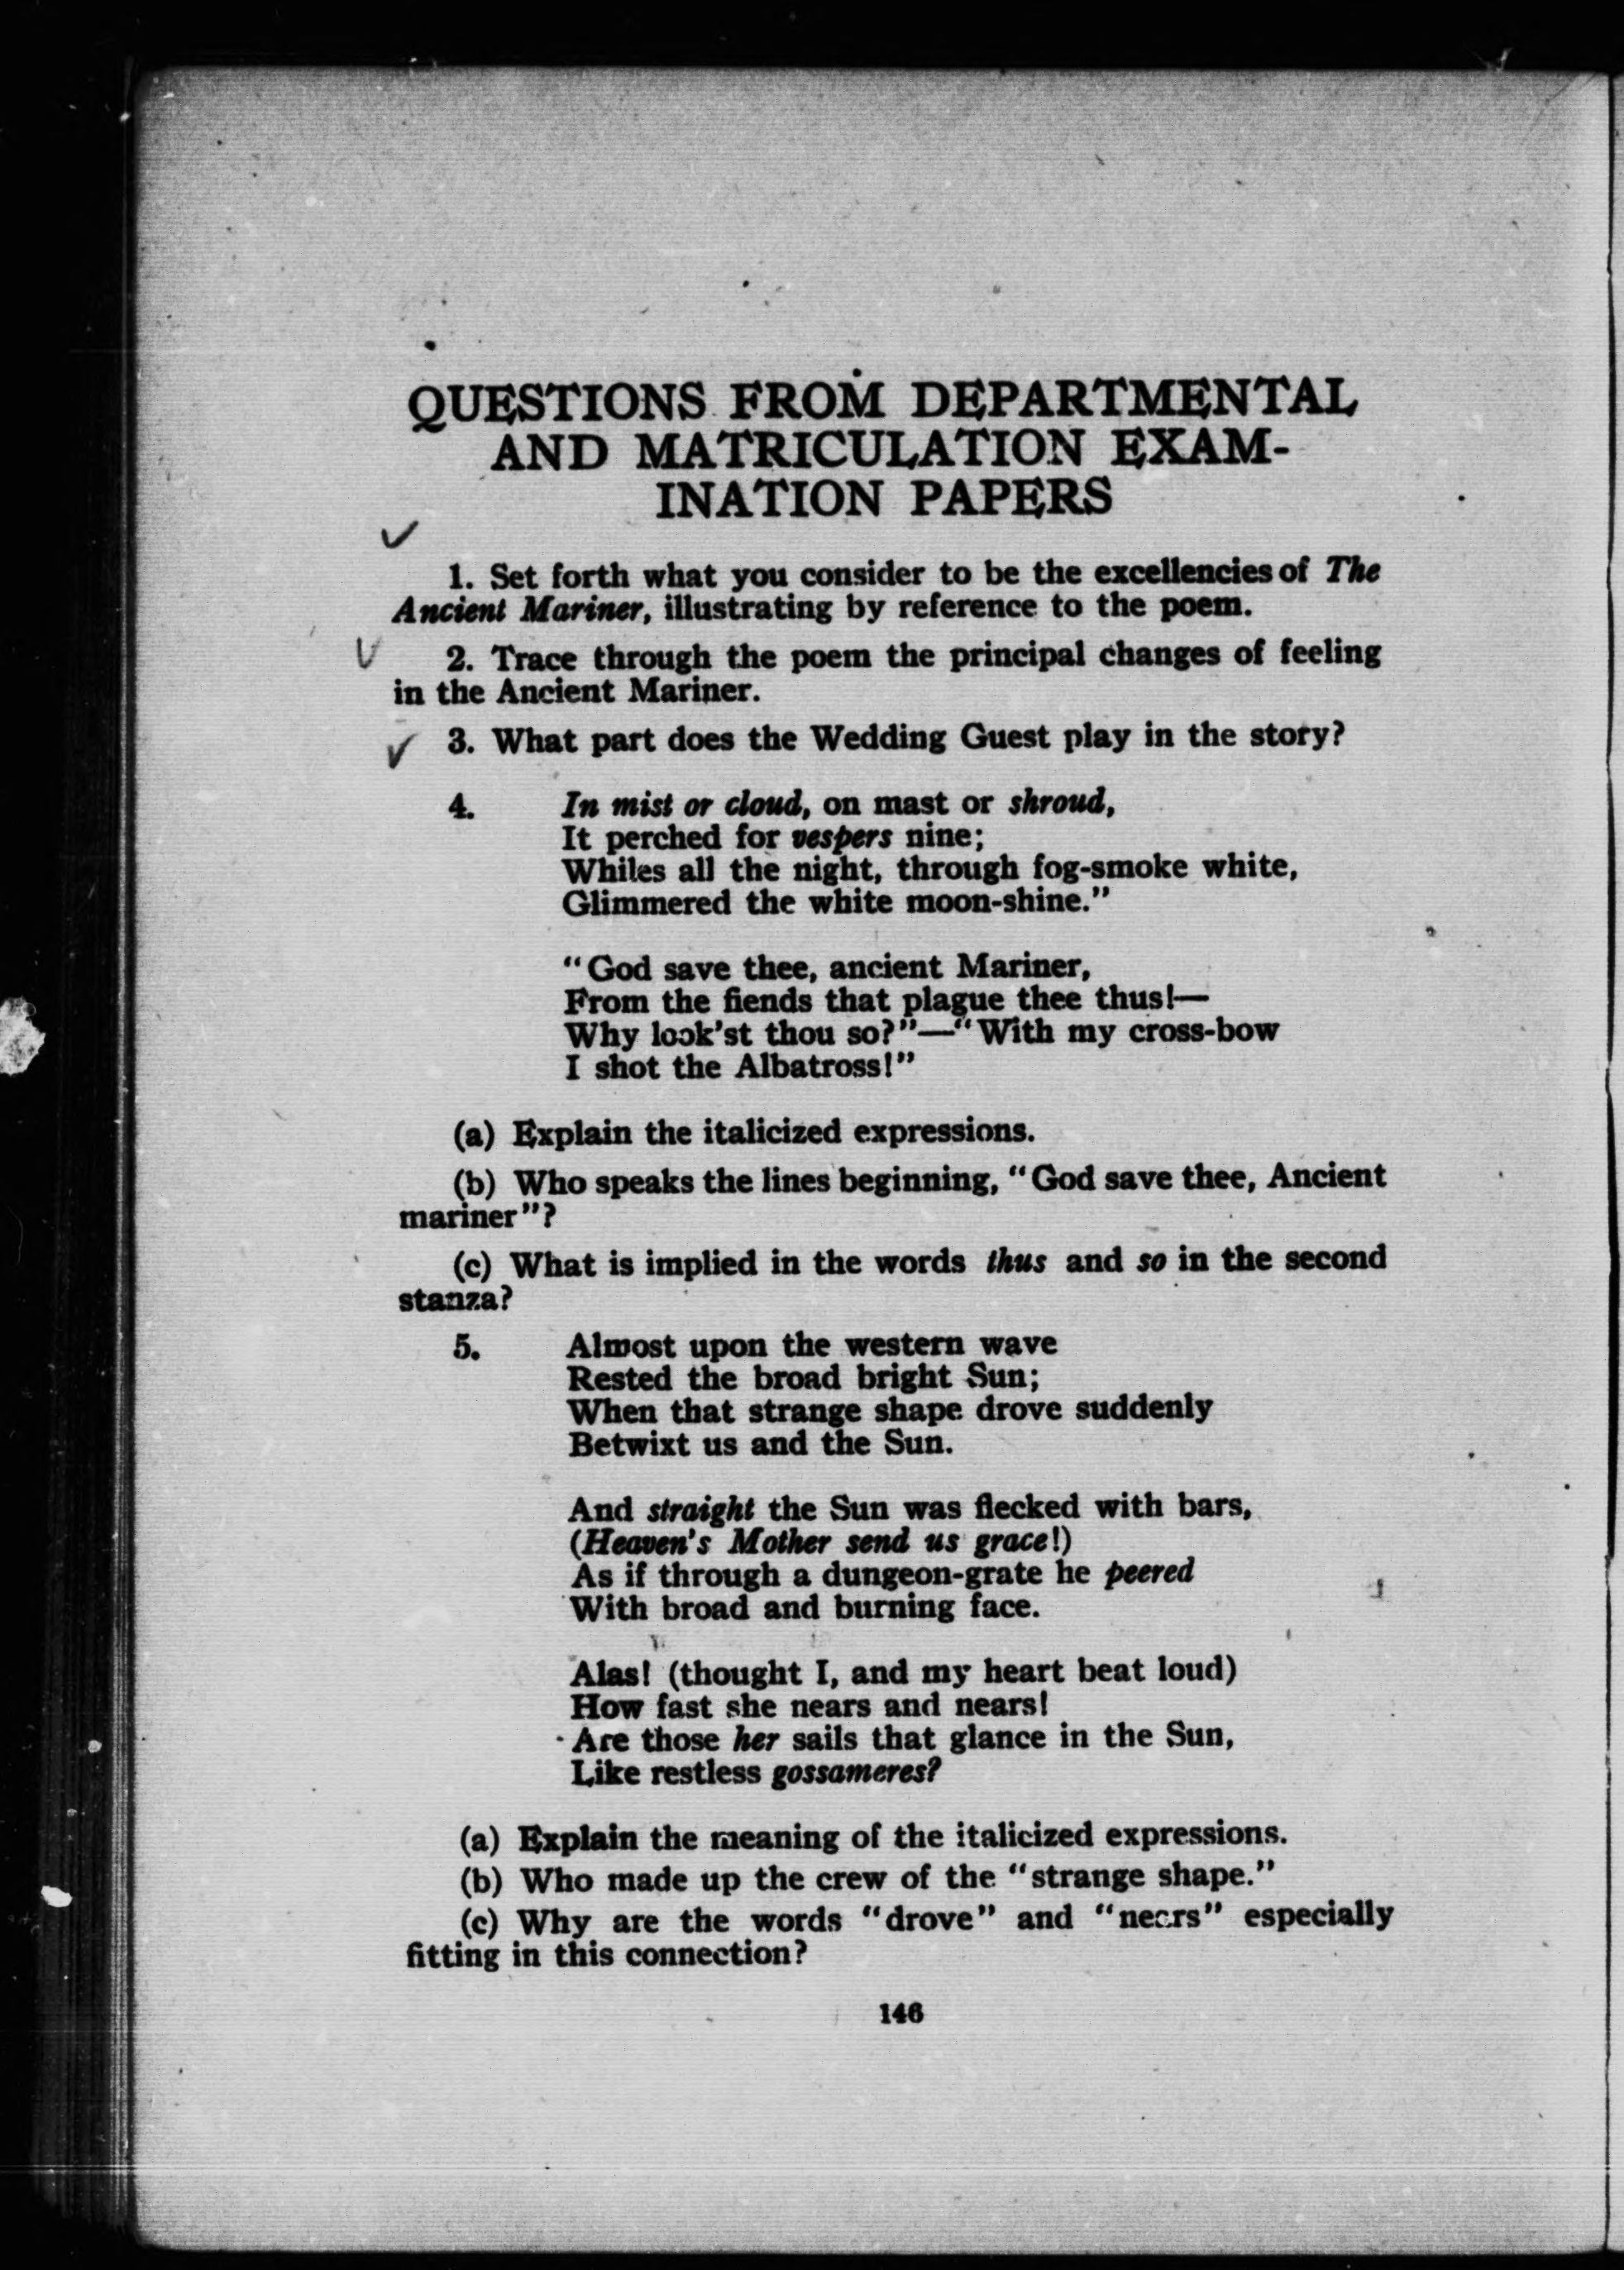 QUESTIONS FROM DEPARTMENTAL
AND MATRICULATION EXAM-
INATION PAPERS
1. Set forth what you consider to be the excellencies of The
Ancient Mariner, illustrating by reference to the poem.
2. Trace through the poem the principal changes of feeling
in the Ancient Mariner.
3. What part does the Wedding Guest play in the story?
4. In mist or cloud, on mast or shroud,
It perched for vespers nine;
Whiles all the night, through fog-smoke white,
Glimmered the white moon-shine."
"God save thee, ancient Mariner,
From the fiends that plague thee thus!—
Why look'st thou so?"—"With my cross-bow
I shot the Albatross!"
(a) Explain the italicized expressions.
(b) Who speaks the lines beginning, "God save thee, Ancient
mariner"?
(c) What is implied in the words thus and so in the second
stanza?
5. Almost upon the western wave
Rested the broad bright Sun;
When that strange shape drove suddenly
Betwixt us and the Sun.
And straight the Sun was flecked with bars,
(Heaven's Mother send us grace!)
As if through a dungeon-grate he peered
With broad and burning face.
Alas! (thought I, and my heart beat loud)
How fast she nears and nears!
Are those her sails that glance in the Sun,
Like restless gossameres?
(a) Explain the meaning of the italicized expressions.
(b) Who made up the crew of the "strange shape."
(c) Why are the words "drove" and "nears" especially
fitting in this connection?
146